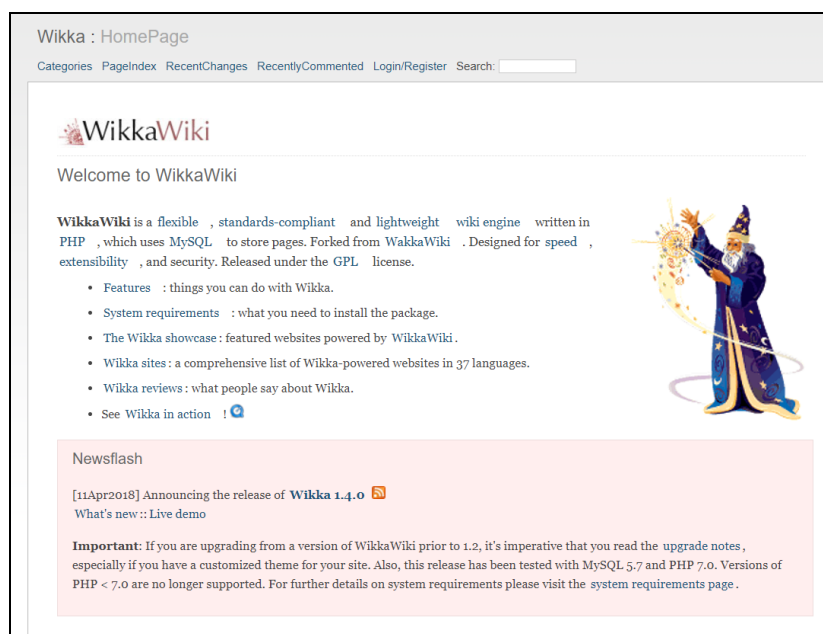 Wikka : HomePage
Categories PageIndex RecentChanges RecentlyCommented Login/Register Search:
WikkaWiki
Welcome to WikkaWiki
WikkaWiki is a flexible , standards-compliant and lightweight wiki engine written in
PHP , which uses MySQL to store pages. Forked from WakkaWiki . Designed for speed ,
extensibility , and security. Released under the GPL license.
• Features : things you can do with Wikka.
• System requirements : what you need to install the package.
• The Wikka showcase : featured websites powered by WikkaWiki .
• Wikka sites : a comprehensive list of Wikka-powered websites in 37 languages.
• Wikka reviews : what people say about Wikka.
• See Wikka in action !
Newsflash
[11Apr2018] Announcing the release of Wikka 1.4.0
What's new :: Live demo
Important: If you are upgrading from a version of WikkaWiki prior to 1.2, it's imperative that you read the upgrade notes ,
especially if you have a customized theme for your site. Also, this release has been tested with MySQL 5.7 and PHP 7.0. Versions of
PHP < 7.0 are no longer supported. For further details on system requirements please visit the system requirements page .